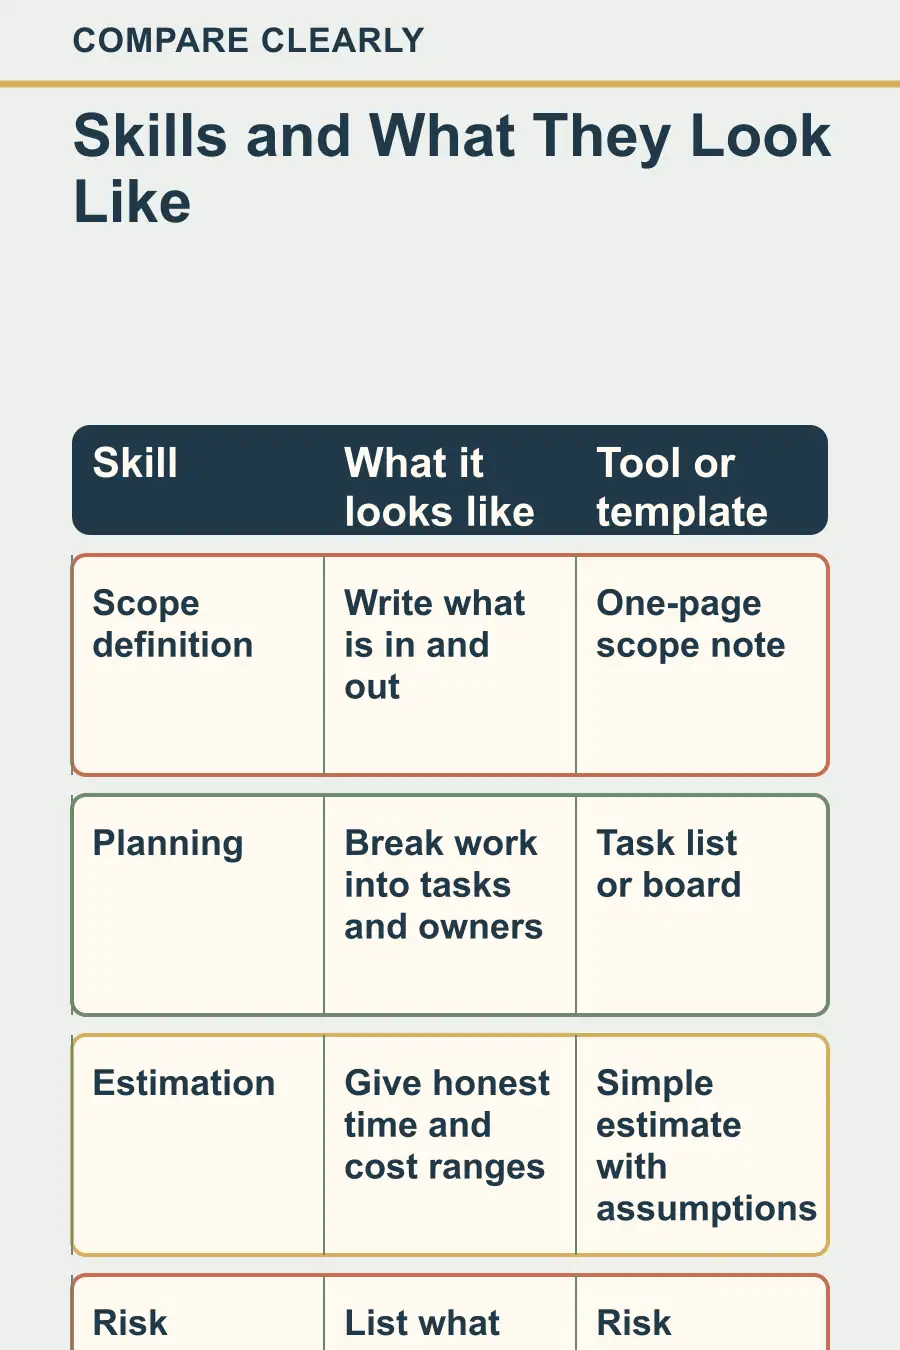 COMPARE CLEARLY
Skills and What They Look
Like
Skill
What it
looks like
Tool or
template
Scope
definition
Write what
is in and
out
One-page
scope note
Planning
Break work
into tasks
and owners
Task list
or board
Estimation
Give honest
time and
cost ranges
Simple
estimate
with
assumptions
Risk
List what
Risk